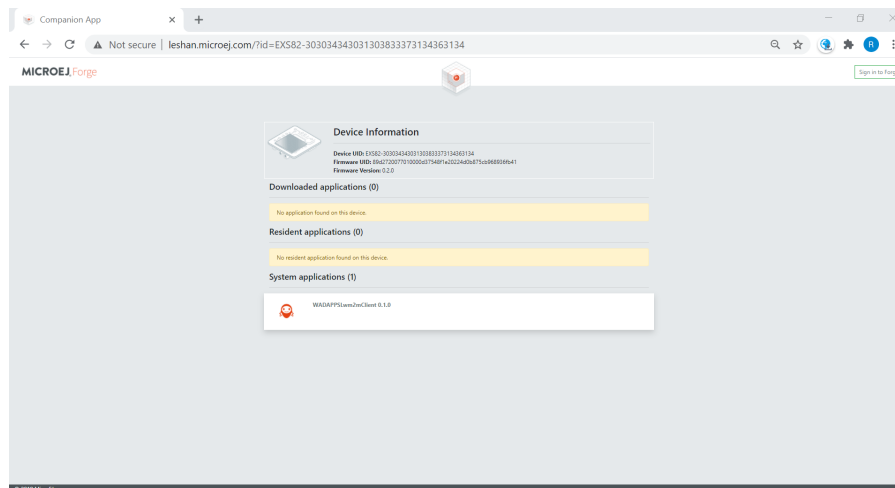 Companion App
Not secure | leshan.microej.com/?id=EXS82-303034343031303833373134363134
R
MICROEJ. Forge
Sign in to Forg
Device Information
Device UID: EXS82-303034343031303833373134363134
Firmware Version: 0.2.0
Downloaded applications (0)
No application found on this device.
Resident applications (0)
No resident application found on this device.
System applications (1)
WADAPPSLwm2mClient 0.1.0